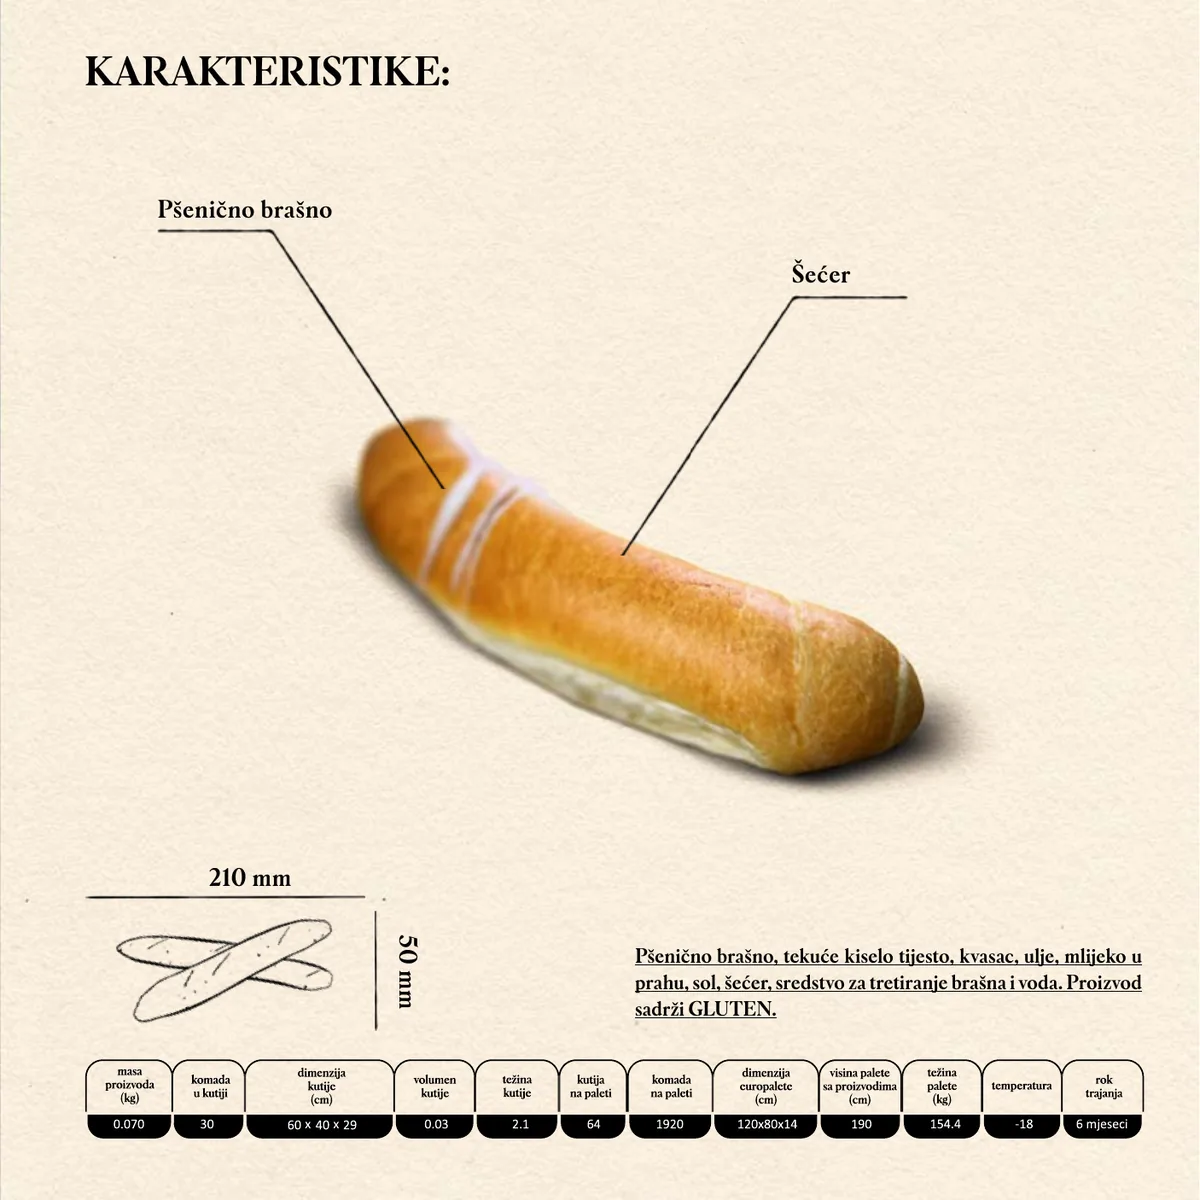 KARAKTERISTIKE:
Pšenično brašno
Šećer
210 mm
50 mm
Pšenično brašno, tekuće kiselo tijesto, kvasac, ulje, mlijeko u
prahu, sol, šećer, sredstvo za tretiranje brašna i voda. Proizvod
sadrži GLUTEN.
masa
proizvoda
(kg)
0.070
komada
u kutiji
30
dimenzija
kutije
(cm)
60 x 40 x 29
volumen
kutije
0.03
težina
kutije
2.1
kutija
na paleti
64
komada
na paleti
1920
dimenzija
europalete
(cm)
120x80x14
visina palete
sa proizvodima
(cm)
190
težina
palete
(kg)
154.4
temperatura
-18
rok
trajanja
6 mjeseci